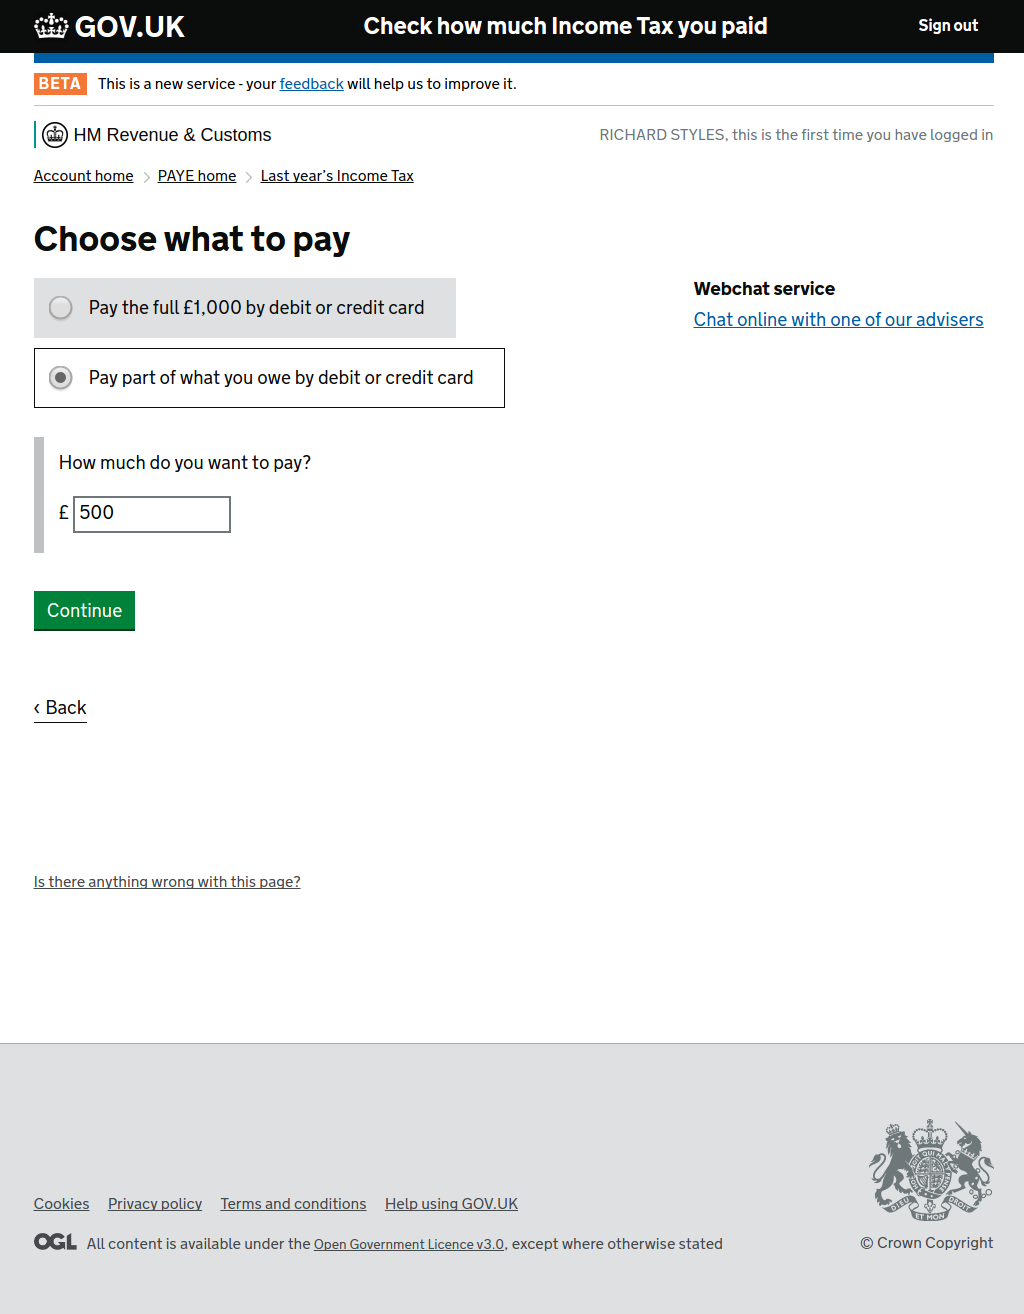 GOV.UK
Check how much Income Tax you paid
Sign out
BETA This is a new service - your feedback will help us to improve it.
HM Revenue & Customs
RICHARD STYLES, this is the first time you have logged in
Account home PAYE home Last year's Income Tax
Choose what to pay
Pay the full £1,000 by debit or credit card
Webchat service
Chat online with one of our advisers
Pay part of what you owe by debit or credit card
How much do you want to pay?
£ 500
Continue
‹ Back
Is there anything wrong with this page?
Cookies Privacy policy Terms and conditions Help using GOV.UK
OGL All content is available under the Open Government Licence v3.0, except where otherwise stated
DIEU ET MON DROIT
© Crown Copyright